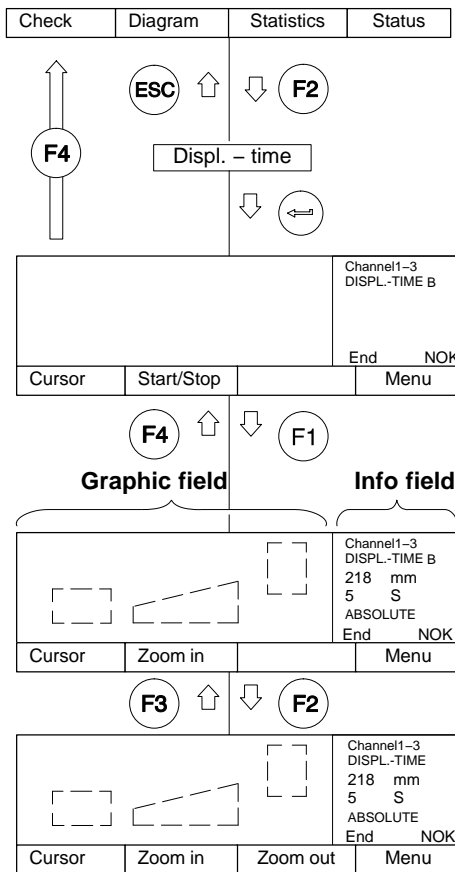 Check Diagram Statistics Status
ESC F2
F4
Displ. – time
Channel1–3
DISPL.-TIME B
End NOK
Cursor Start/Stop Menu
F4 F1
Graphic field Info field
Channel1–3
DISPL.-TIME B
218 mm
5 S
ABSOLUTE
End NOK
Cursor Zoom in Menu
F3 F2
Channel1–3
DISPL.-TIME
218 mm
5 S
ABSOLUTE
End NOK
Cursor Zoom in Zoom out Menu